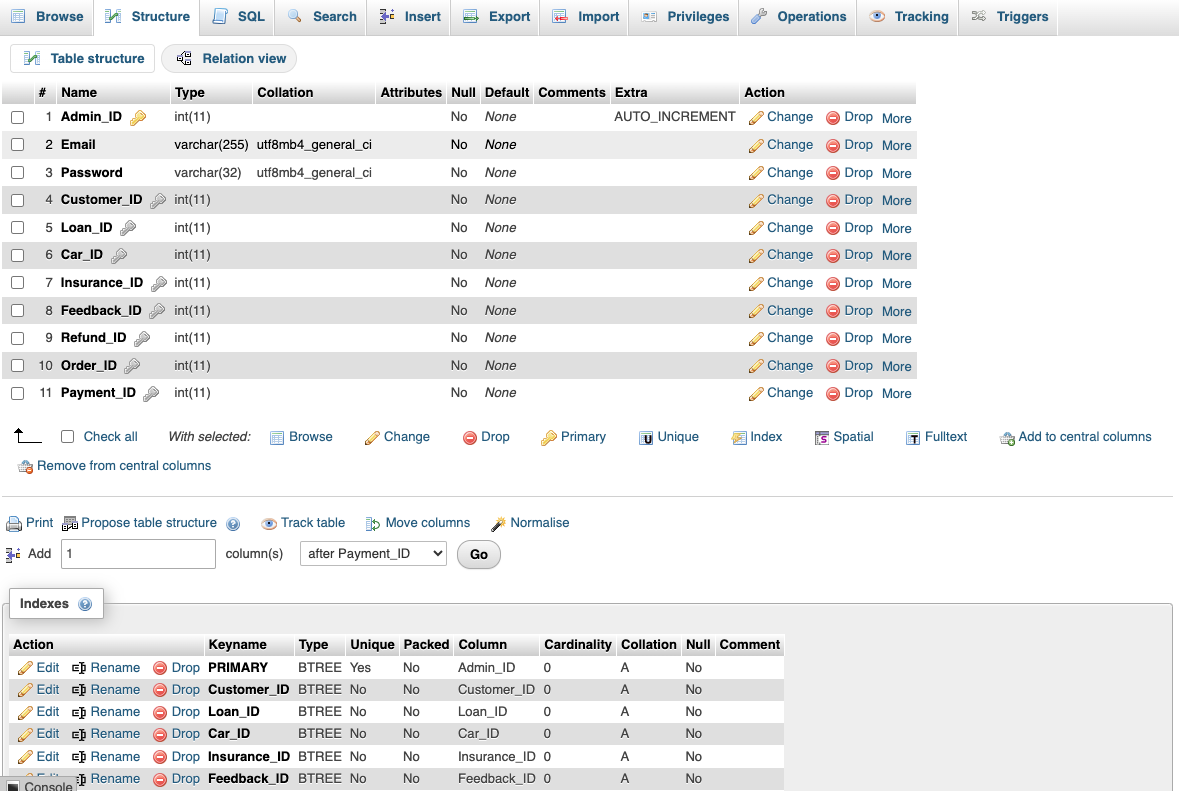 Browse Structure SQL Search Insert Export Import Privileges Operations Tracking Triggers
Table structure Relation view
# Name Type Collation Attributes Null Default Comments Extra Action
1 Admin_ID int(11) No None AUTO_INCREMENT Change Drop More
2 Email varchar(255) utf8mb4_general_ci No None Change Drop More
3 Password varchar(32) utf8mb4_general_ci No None Change Drop More
4 Customer_ID int(11) No None Change Drop More
5 Loan_ID int(11) No None Change Drop More
6 Car_ID int(11) No None Change Drop More
7 Insurance_ID int(11) No None Change Drop More
8 Feedback_ID int(11) No None Change Drop More
9 Refund_ID int(11) No None Change Drop More
10 Order_ID int(11) No None Change Drop More
11 Payment_ID int(11) No None Change Drop More
Check all With selected: Browse Change Drop Primary Unique Index Spatial Fulltext Add to central columns
Remove from central columns
Print Propose table structure Track table Move columns Normalise
Add 1 column(s) after Payment_ID Go
Indexes
Action Keyname Type Unique Packed Column Cardinality Collation Null Comment
Edit Rename Drop PRIMARY BTREE Yes No Admin_ID 0 A No
Edit Rename Drop Customer_ID BTREE No No Customer_ID 0 A No
Edit Rename Drop Loan_ID BTREE No No Loan_ID 0 A No
Edit Rename Drop Car_ID BTREE No No Car_ID 0 A No
Edit Rename Drop Insurance_ID BTREE No No Insurance_ID 0 A No
Edit Rename Drop Feedback_ID BTREE No No Feedback_ID 0 A No
Console